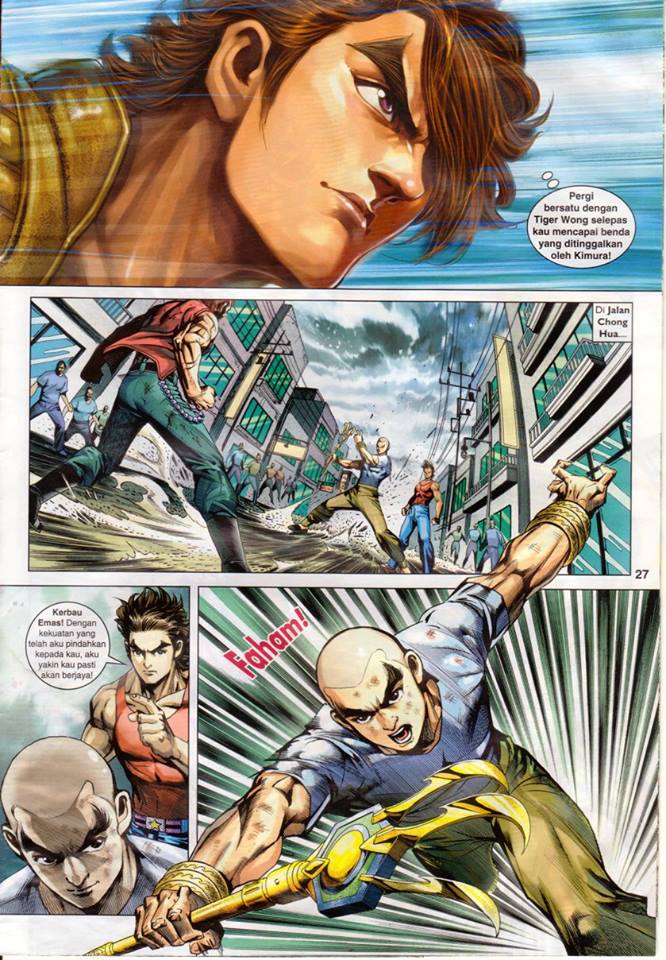 Pergi
bersatu dengan
Tiger Wong selepas
kau mencapai benda
yang ditinggalkan
oleh Kimura!
Di Jalan
Chong
Hua....
27
Kerbau
Emas! Dengan
kekuatan yang
telah aku pindahkan
kepada kau, aku
yakin kau pasti
akan berjaya!
Faham!